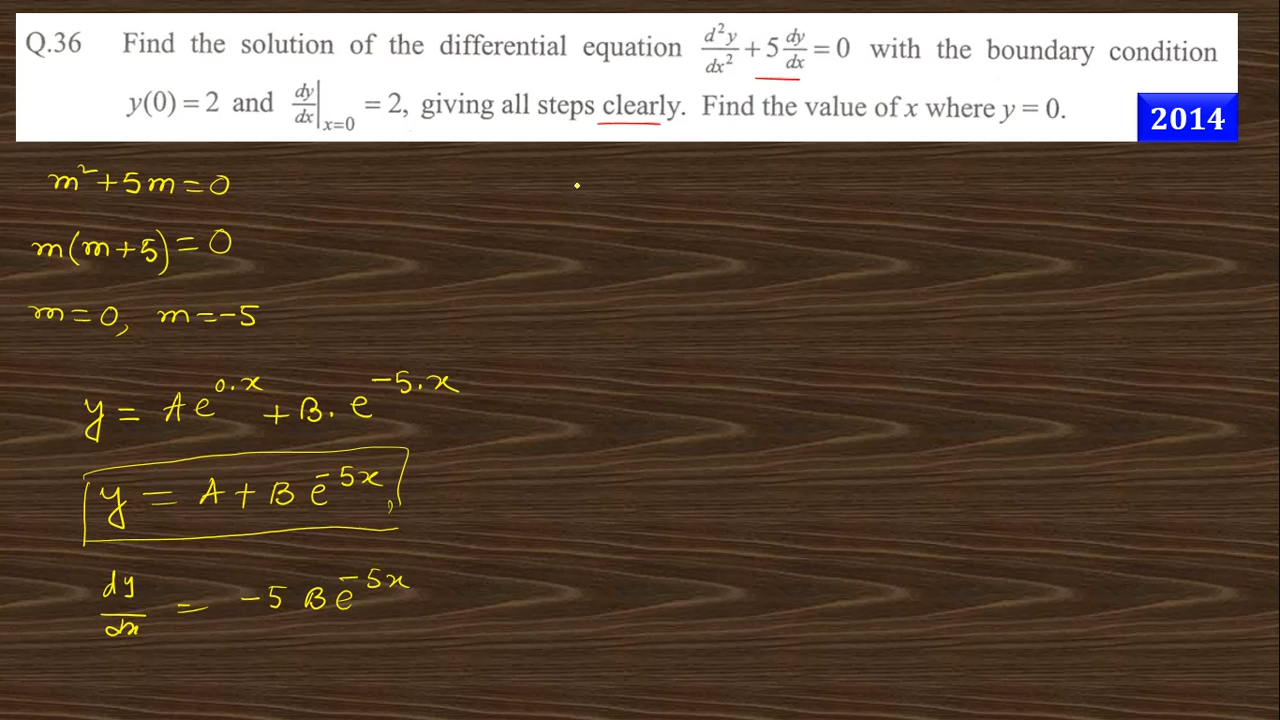 Q.36 Find the solution of the differential equation d²y/dx² + 5 dy/dx = 0 with the boundary condition
y(0) = 2 and dy/dx|x=0 = 2, giving all steps clearly. Find the value of x where y = 0.
2014
m² + 5m = 0
m(m+5) = 0
m = 0, m = -5
y = Ae^0.x + B. e^-5.x
y = A + B e^-5x,
dy/dx = -5 B e^-5x